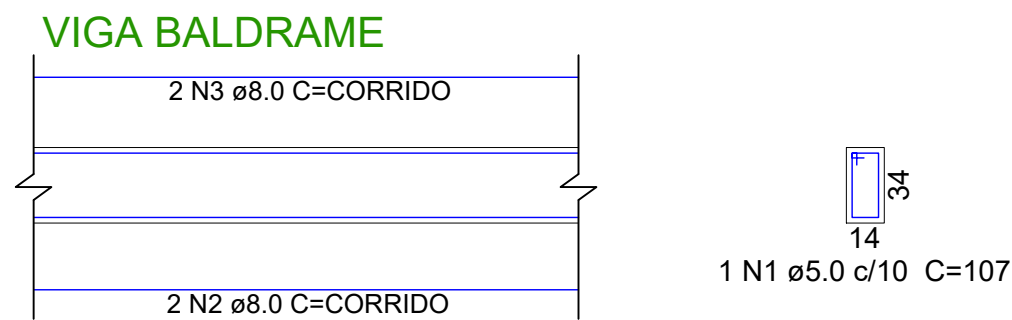 VIGA BALDRAME
2 N3 ø8.0 C=CORRIDO
34
14
1 N1 ø5.0 c/10 C=107
2 N2 ø8.0 C=CORRIDO